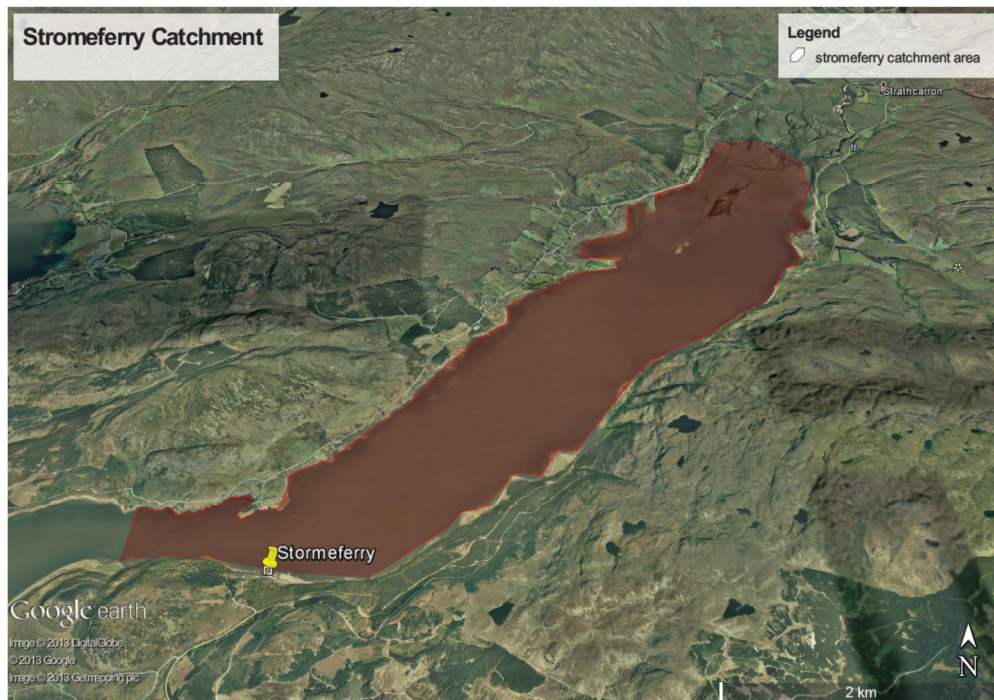 Stromeferry Catchment
Legend
stromeferry catchment area
Strathcarron
Stormeferry
Google earth
Image © 2013 DigitalGlobe
© 2013 Google
Image © 2013 Getmapping plc
N
2 km